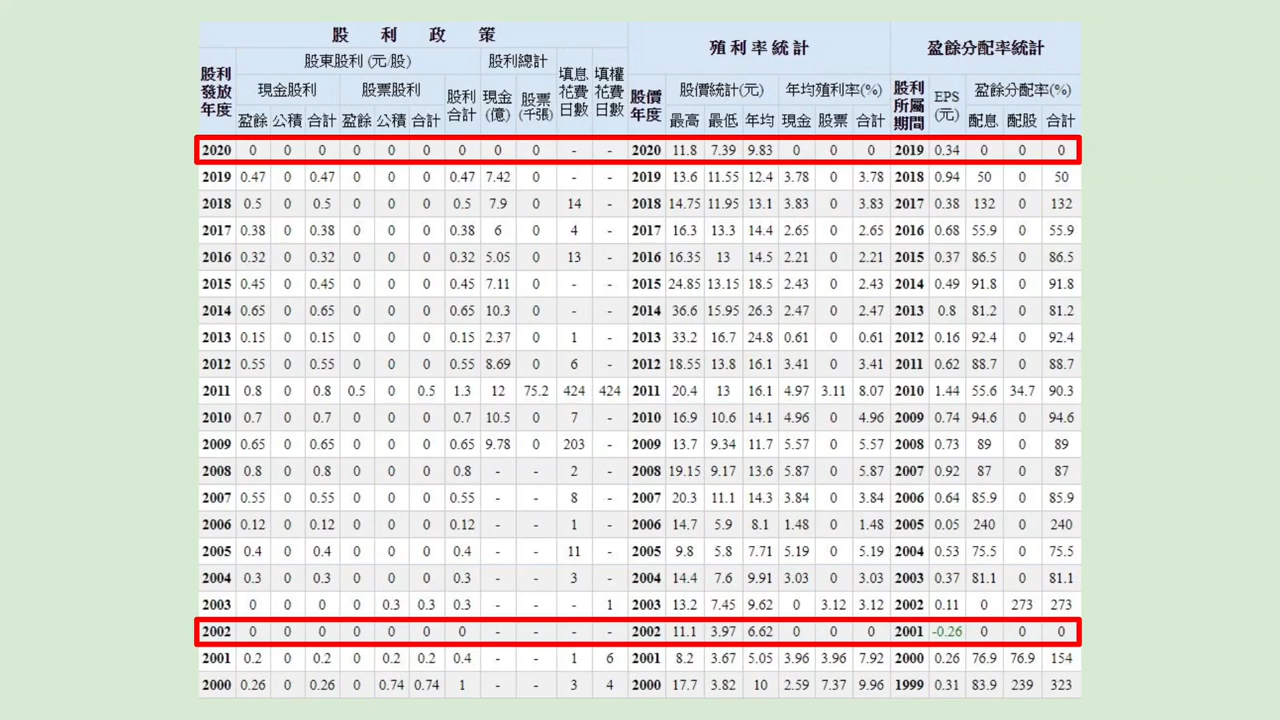 股 利 政 策 殖 利 率 統 計 盈餘分配率統計
股利發放年度 股東股利 (元/股) 股利總計 填息花費日數 填權花費日數 股價年度 股價統計(元) 年均殖利率(%) 股利所屬期間 EPS(元) 盈餘分配率(%)
現金股利 股票股利 股利合計 現金(億) 股票(千張)
盈餘 公積 合計 盈餘 公積 合計 最高 最低 年均 現金 股票 合計 配息 配股 合計
2020 0 0 0 0 0 0 0 0 0 - - 2020 11.8 7.39 9.83 0 0 0 2019 0.34 0 0 0
2019 0.47 0 0.47 0 0 0 0.47 7.42 0 - - 2019 13.6 11.55 12.4 3.78 0 3.78 2018 0.94 50 0 50
2018 0.5 0 0.5 0 0 0 0.5 7.9 0 14 - 2018 14.75 11.95 13.1 3.83 0 3.83 2017 0.38 132 0 132
2017 0.38 0 0.38 0 0 0 0.38 6 0 4 - 2017 16.3 13.3 14.4 2.65 0 2.65 2016 0.68 55.9 0 55.9
2016 0.32 0 0.32 0 0 0 0.32 5.05 0 13 - 2016 16.35 13 14.5 2.21 0 2.21 2015 0.37 86.5 0 86.5
2015 0.45 0 0.45 0 0 0 0.45 7.11 0 - - 2015 24.85 13.15 18.5 2.43 0 2.43 2014 0.49 91.8 0 91.8
2014 0.65 0 0.65 0 0 0 0.65 10.3 0 - - 2014 36.6 15.95 26.3 2.47 0 2.47 2013 0.8 81.2 0 81.2
2013 0.15 0 0.15 0 0 0 0.15 2.37 0 1 - 2013 33.2 16.7 24.8 0.61 0 0.61 2012 0.16 92.4 0 92.4
2012 0.55 0 0.55 0 0 0 0.55 8.69 0 6 - 2012 18.55 13.8 16.1 3.41 0 3.41 2011 0.62 88.7 0 88.7
2011 0.8 0 0.8 0.5 0 0.5 1.3 12 75.2 424 424 2011 20.4 13 16.1 4.97 3.11 8.07 2010 1.44 55.6 34.7 90.3
2010 0.7 0 0.7 0 0 0 0.7 10.5 0 7 - 2010 16.9 10.6 14.1 4.96 0 4.96 2009 0.74 94.6 0 94.6
2009 0.65 0 0.65 0 0 0 0.65 9.78 0 203 - 2009 13.7 9.34 11.7 5.57 0 5.57 2008 0.73 89 0 89
2008 0.8 0 0.8 0 0 0 0.8 - - 2 - 2008 19.15 9.17 13.6 5.87 0 5.87 2007 0.92 87 0 87
2007 0.55 0 0.55 0 0 0 0.55 - - 8 - 2007 20.3 11.1 14.3 3.84 0 3.84 2006 0.64 85.9 0 85.9
2006 0.12 0 0.12 0 0 0 0.12 - - 1 - 2006 14.7 5.9 8.1 1.48 0 1.48 2005 0.05 240 0 240
2005 0.4 0 0.4 0 0 0 0.4 - - 11 - 2005 9.8 5.8 7.71 5.19 0 5.19 2004 0.53 75.5 0 75.5
2004 0.3 0 0.3 0 0 0 0.3 - - 3 - 2004 14.4 7.6 9.91 3.03 0 3.03 2003 0.37 81.1 0 81.1
2003 0 0 0 0 0.3 0.3 0.3 - - - 1 2003 13.2 7.45 9.62 0 3.12 3.12 2002 0.11 0 273 273
2002 0 0 0 0 0 0 0 - - - - 2002 11.1 3.97 6.62 0 0 0 2001 -0.26 0 0 0
2001 0.2 0 0.2 0 0.2 0.2 0.4 - - 1 6 2001 8.2 3.67 5.05 3.96 3.96 7.92 2000 0.26 76.9 76.9 154
2000 0.26 0 0.26 0 0.74 0.74 1 - - 3 4 2000 17.7 3.82 10 2.59 7.37 9.96 1999 0.31 83.9 239 323